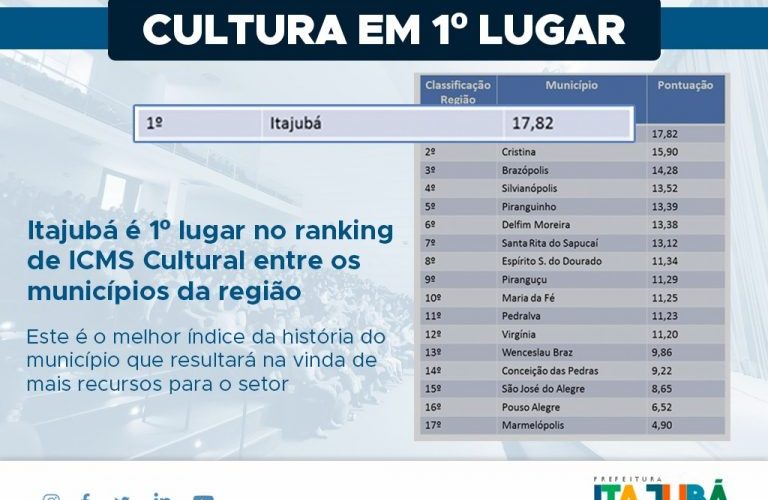 CULTURA EM 1º LUGAR
Classificação Região Município Pontuação
1º Itajubá 17,82
17,82
2º Cristina 15,90
3º Brazópolis 14,28
4º Silvianópolis 13,52
5º Piranguinho 13,39
6º Delfim Moreira 13,38
7º Santa Rita do Sapucaí 13,12
8º Espírito S. do Dourado 11,34
9º Piranguçu 11,29
10º Maria da Fé 11,25
11º Pedralva 11,23
12º Virgínia 11,20
13º Wenceslau Braz 9,86
14º Conceição das Pedras 9,22
15º São José do Alegre 8,65
16º Pouso Alegre 6,52
17º Marmelópolis 4,90
Itajubá é 1º lugar no ranking
de ICMS Cultural entre os
municípios da região
Este é o melhor índice da história do
município que resultará na vinda de
mais recursos para o setor
PREFEITURA
ITAJUBÁ